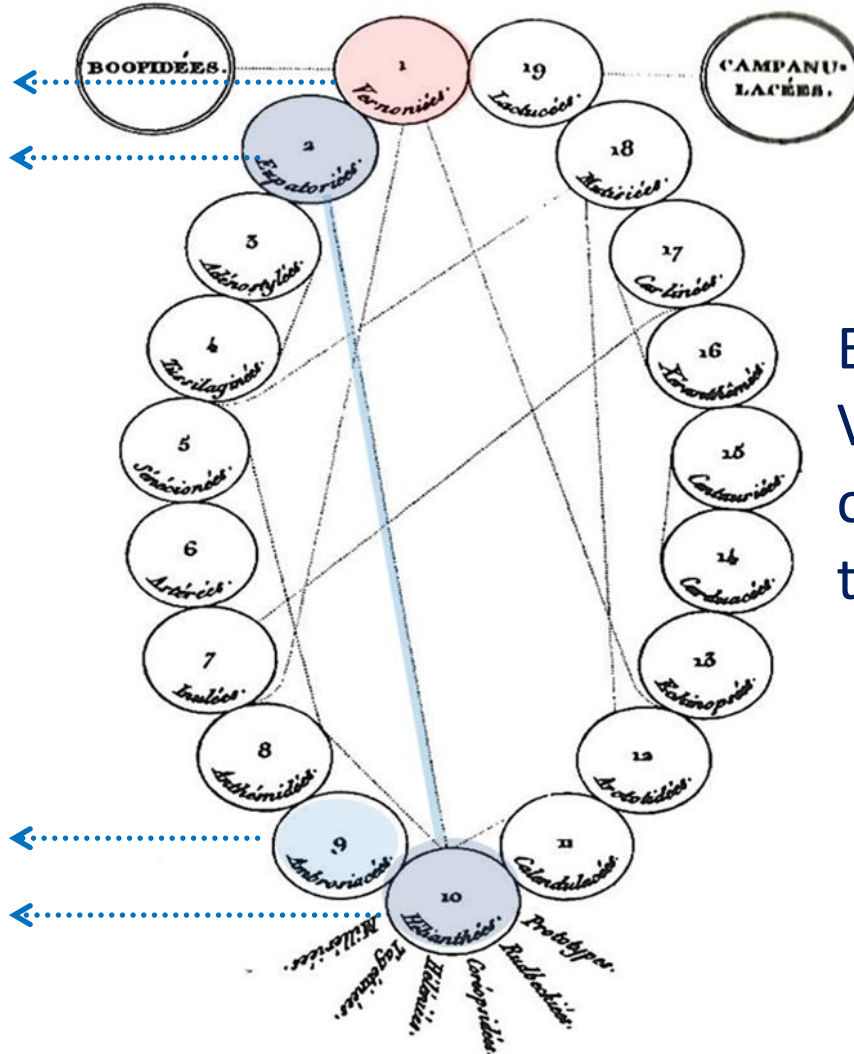 BOOPIDÉES.
1
Vernoniées.
19
Lactucées.
CAMPANU-
LACÉES.
2
Eupatoriées.
18
Mutisiées.
3
Adénostylées.
17
Carlinées.
4
Tussilaginées.
16
Xéranthémées.
5
Sénécionées.
15
Centauriées.
6
Astérées.
14
Carduacées.
7
Inulées.
13
Echinopsées.
8
Anthémidées.
12
Arctotidées.
9
Ambrosiacées.
11
Calendulacées.
10
Hélianthées.
Millériées.
Tagétinées.
Coréopsidées.
Rudbeckiées.
Prototypes.
E
V
t